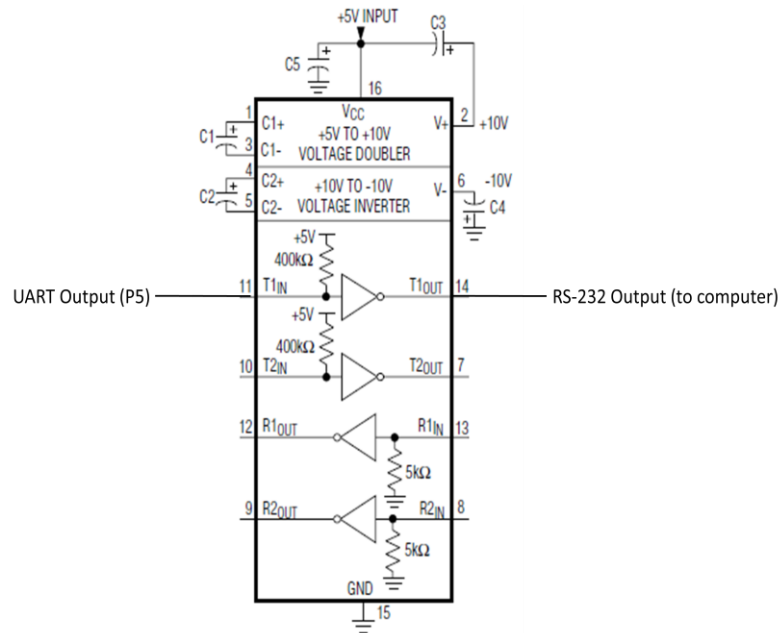 +5V INPUT
C3
C5
16
1
C1+
VCC
V+
2
+10V
C1
+5V TO +10V
3
C1-
VOLTAGE DOUBLER
4
C2+
+10V TO -10V
V-
6
-10V
C2
5
C2-
VOLTAGE INVERTER
C4
+5V
400kΩ
UART Output (P5)
11
T1IN
T1OUT
14
RS-232 Output (to computer)
+5V
400kΩ
10
T2IN
T2OUT
7
12
R1OUT
R1IN
13
5kΩ
9
R2OUT
R2IN
8
5kΩ
GND
15